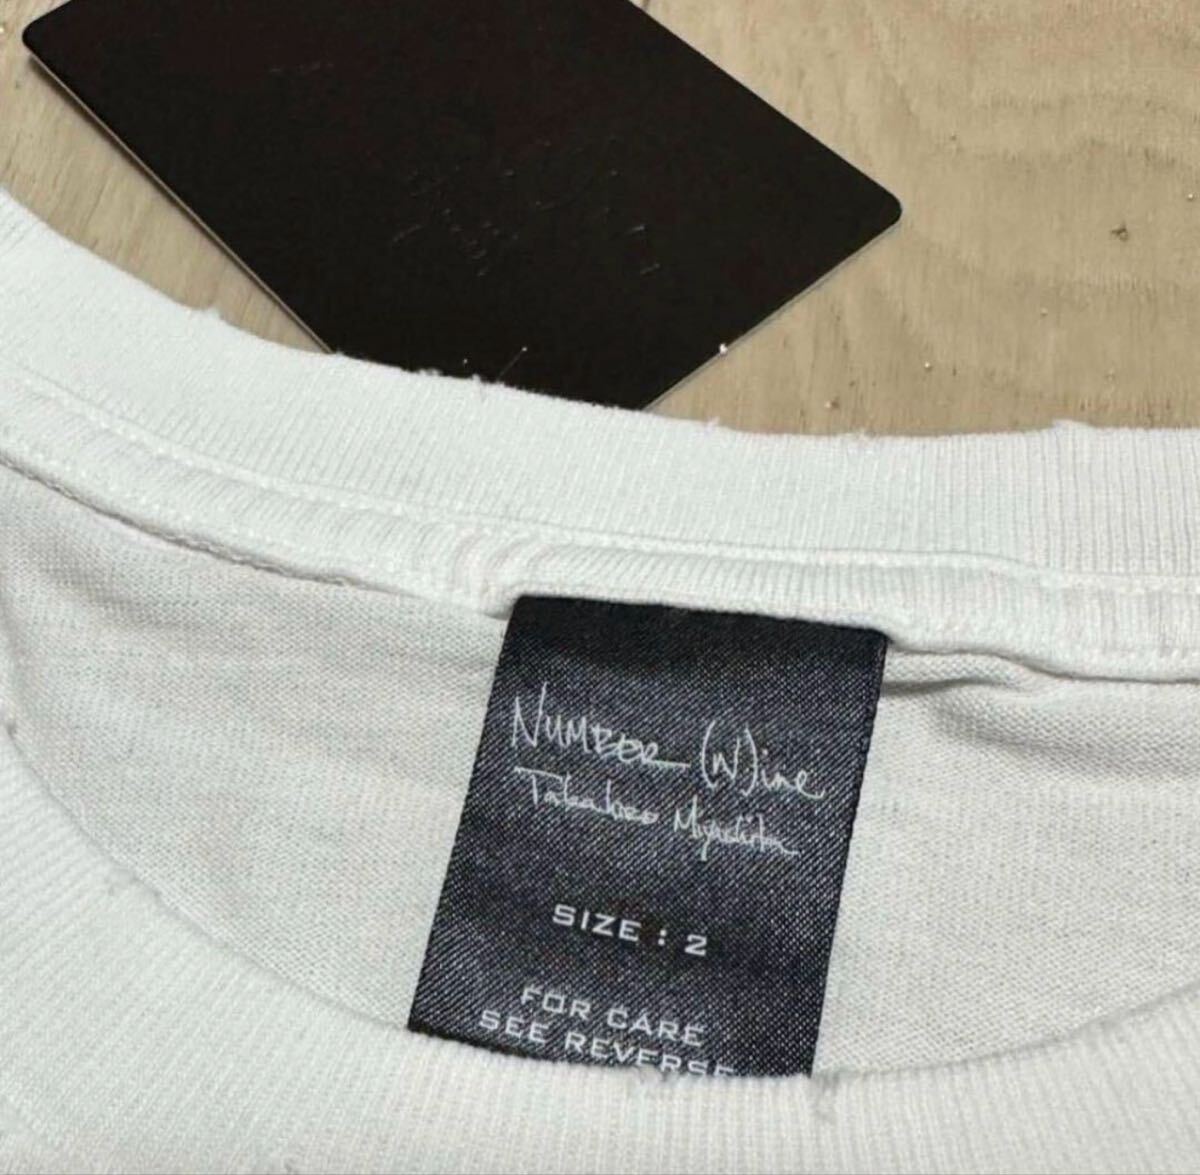 NUMBER (N)ine
Takahiro Miyashita
SIZE : 2
FOR CARE
SEE REVERSE